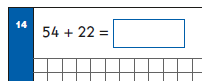 14
54 + 22 =